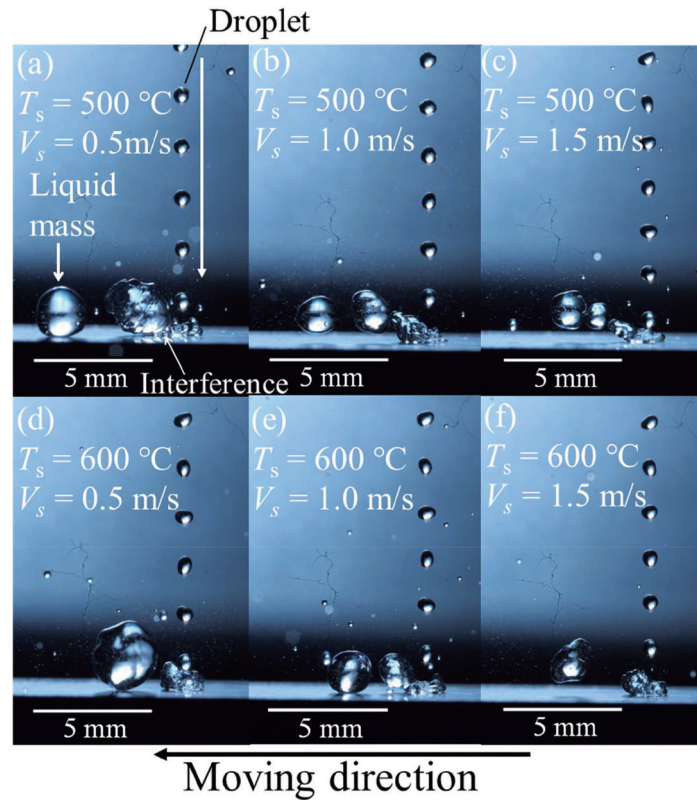 Droplet
(a)
T_s = 500 °C
V_s = 0.5m/s
Liquid
mass
5 mm
Interference
(b)
T_s = 500 °C
V_s = 1.0 m/s
5 mm
(c)
T_s = 500 °C
V_s = 1.5 m/s
5 mm
(d)
T_s = 600 °C
V_s = 0.5 m/s
5 mm
(e)
T_s = 600 °C
V_s = 1.0 m/s
5 mm
(f)
T_s = 600 °C
V_s = 1.5 m/s
5 mm
Moving direction